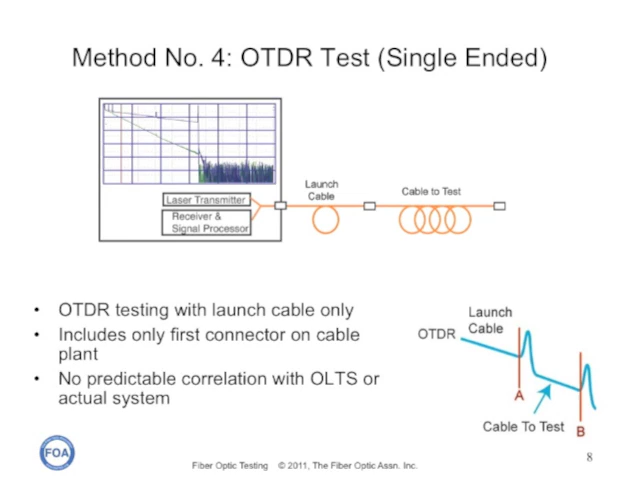 Method No. 4: OTDR Test (Single Ended)
Laser Transmitter
Receiver &
Signal Processor
Launch
Cable
Cable to Test
• OTDR testing with launch cable only
• Includes only first connector on cable
plant
• No predictable correlation with OLTS or
actual system
OTDR
Launch
Cable
A
Cable To Test
B
FOA
Fiber Optic Testing © 2011, The Fiber Optic Assn. Inc.
8